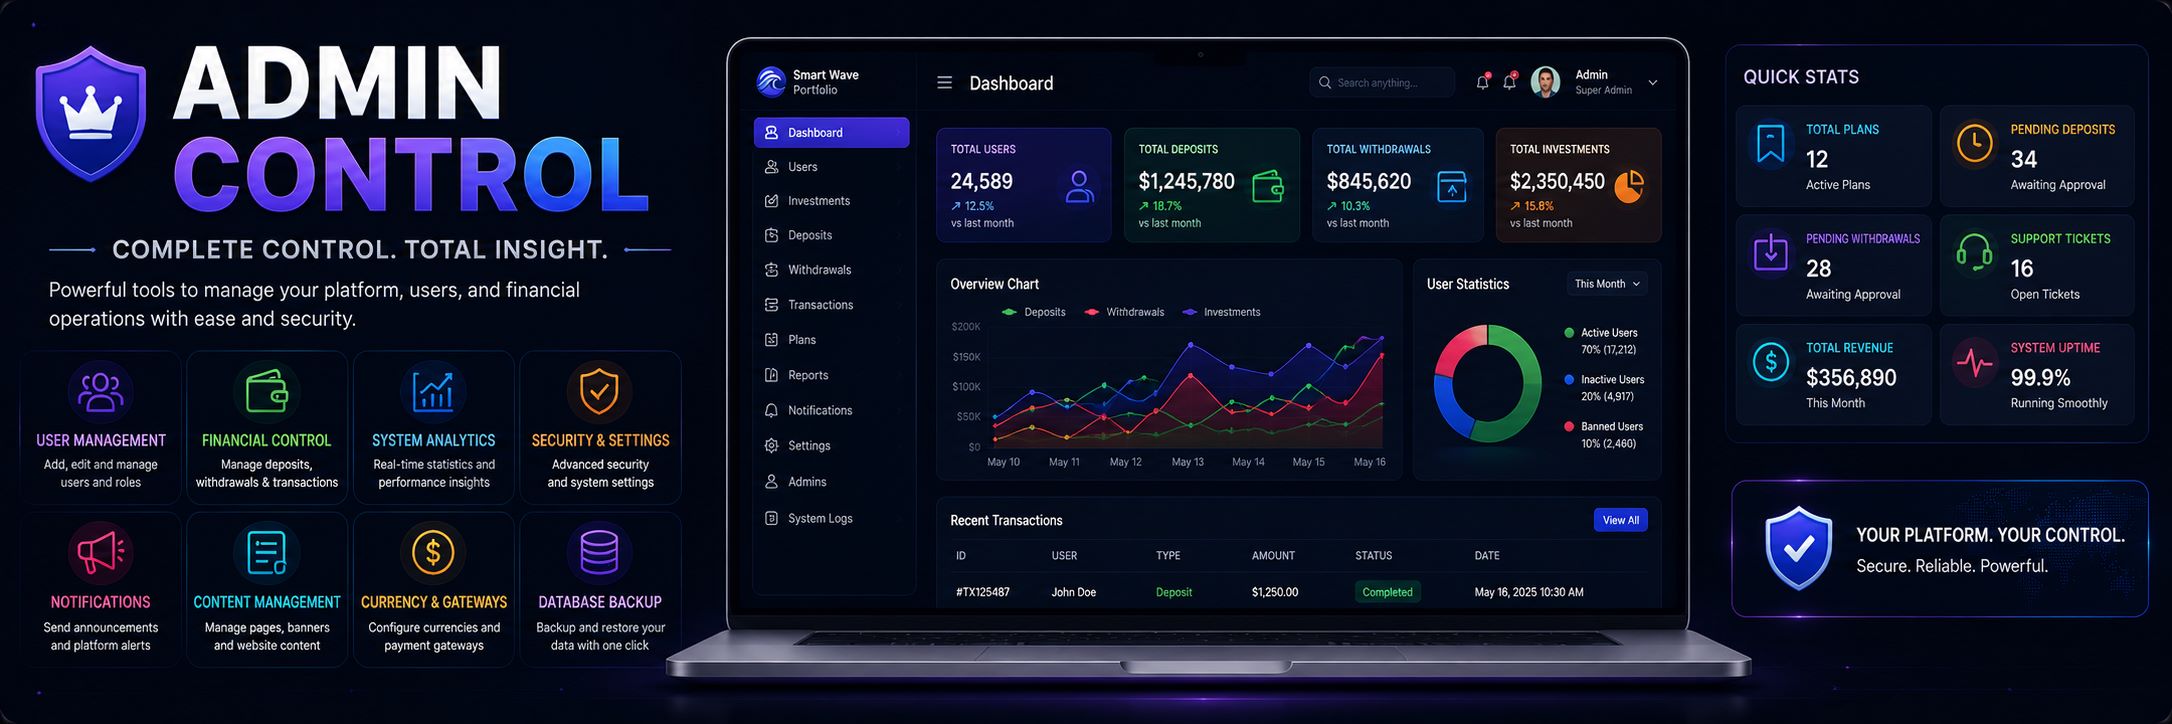 ADMIN
CONTROL
COMPLETE CONTROL. TOTAL INSIGHT.
Powerful tools to manage your platform, users, and financial
operations with ease and security.
USER MANAGEMENT
Add, edit and manage
users and roles
FINANCIAL CONTROL
Manage deposits,
withdrawals & transactions
SYSTEM ANALYTICS
Real-time statistics and
performance insights
SECURITY & SETTINGS
Advanced security
and system settings
NOTIFICATIONS
Send announcements
and platform alerts
CONTENT MANAGEMENT
Manage pages, banners
and website content
CURRENCY & GATEWAYS
Configure currencies and
payment gateways
DATABASE BACKUP
Backup and restore your
data with one click
Smart Wave
Portfolio
Dashboard
Users
Investments
Deposits
Withdrawals
Transactions
Plans
Reports
Notifications
Settings
Admins
System Logs
Dashboard
Search anything...
Admin
Super Admin
TOTAL USERS
24,589
↗ 12.5%
vs last month
TOTAL DEPOSITS
$1,245,780
↗ 18.7%
vs last month
TOTAL WITHDRAWALS
$845,620
↗ 10.3%
vs last month
TOTAL INVESTMENTS
$2,350,450
↗ 15.8%
vs last month
Overview Chart
Deposits Withdrawals Investments
$200K
$150K
$100K
$50K
$0
May 10 May 11 May 12 May 13 May 14 May 15 May 16
User Statistics
This Month
Active Users
70% (17,212)
Inactive Users
20% (4,917)
Banned Users
10% (2,460)
Recent Transactions
View All
ID USER TYPE AMOUNT STATUS DATE
#TX125487 John Doe Deposit $1,250.00 Completed May 16, 2025 10:30 AM
QUICK STATS
TOTAL PLANS
12
Active Plans
PENDING DEPOSITS
34
Awaiting Approval
PENDING WITHDRAWALS
28
Awaiting Approval
SUPPORT TICKETS
16
Open Tickets
TOTAL REVENUE
$356,890
This Month
SYSTEM UPTIME
99.9%
Running Smoothly
YOUR PLATFORM. YOUR CONTROL.
Secure. Reliable. Powerful.